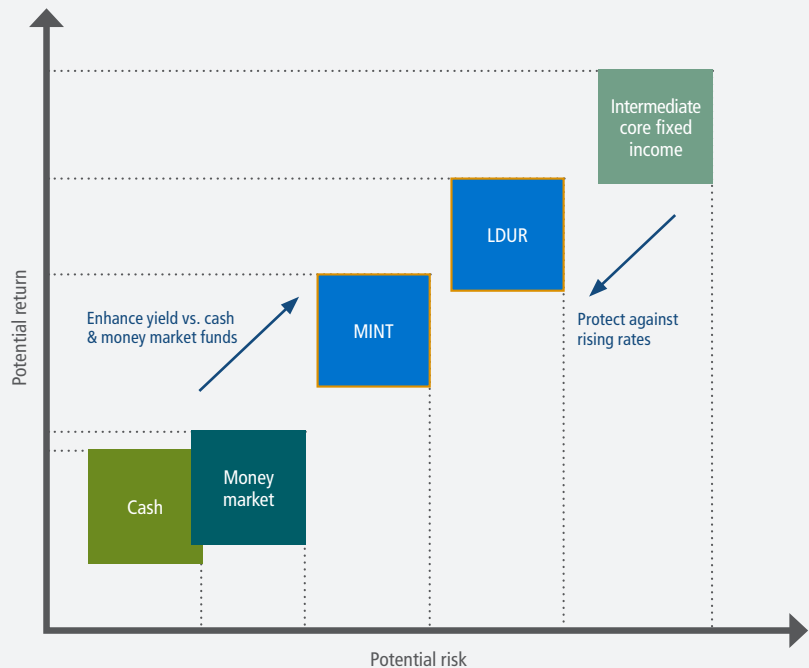 Intermediate
core fixed
income
LDUR
Potential return
Enhance yield vs. cash
& money market funds
MINT
Protect against
rising rates
Cash
Money
market
Potential risk